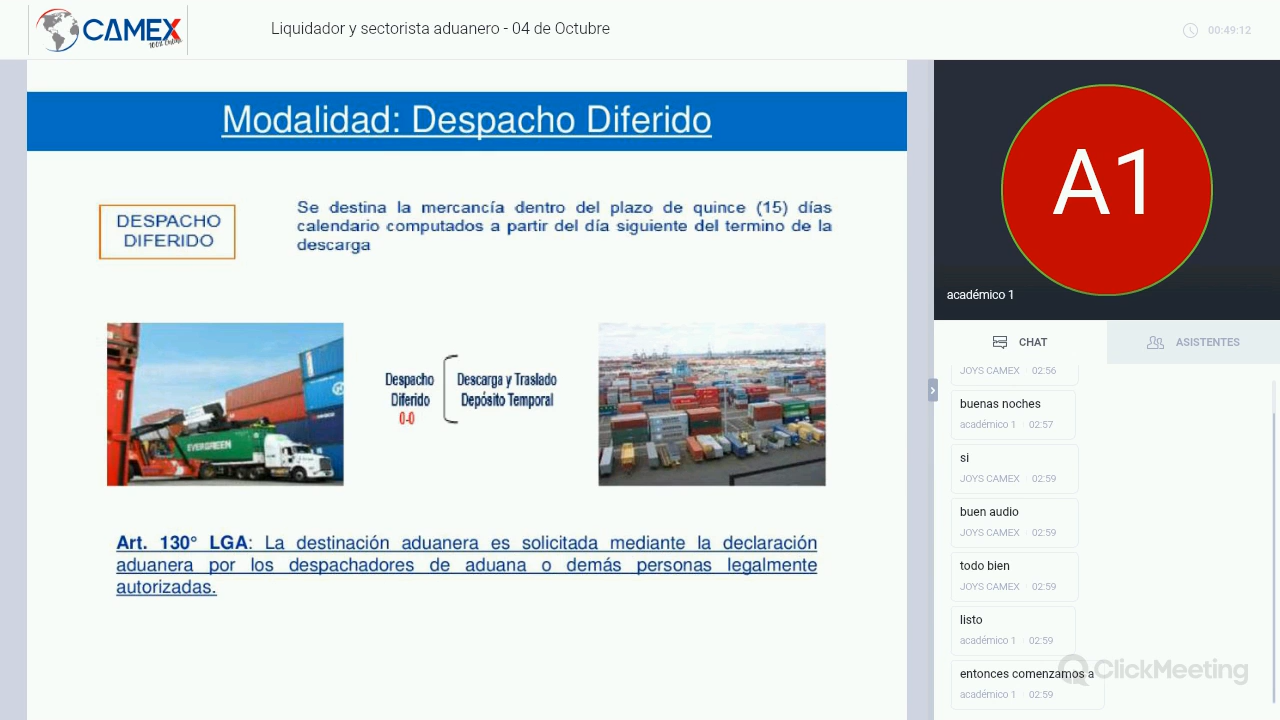 CAMEX
100% Online
Liquidador y sectorista aduanero - 04 de Octubre
00:49:12
Modalidad: Despacho Diferido
DESPACHO
DIFERIDO
Se destina la mercancía dentro del plazo de quince (15) días
calendario computados a partir del día siguiente del termino de la
descarga
EVERGREEN
Despacho
Diferido
0-0
Descarga y Traslado
Depósito Temporal
Art. 130° LGA: La destinación aduanera es solicitada mediante la declaración
aduanera por los despachadores de aduana o demás personas legalmente
autorizadas.
A1
académico 1
CHAT
ASISTENTES
JOYS CAMEX 02:56
buenas noches
académico 1 02:57
si
JOYS CAMEX 02:59
buen audio
JOYS CAMEX 02:59
todo bien
JOYS CAMEX 02:59
listo
académico 1 02:59
entonces comenzamos a
académico 1 02:59
ClickMeeting